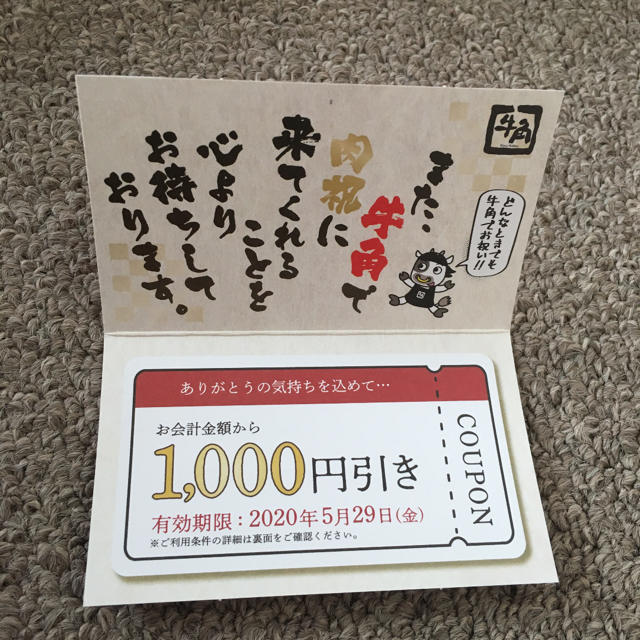 牛角
また、牛角で
肉祝に
来てくれる
ことを
心より
お待ちして
おります。
どんなときでも
牛角でお祝い!!
ありがとうの気持ちを込めて…
お会計金額から
1,000円引き
有効期限：2020年5月29日(金)
※ご利用条件の詳細は裏面をご確認ください。
COUPON